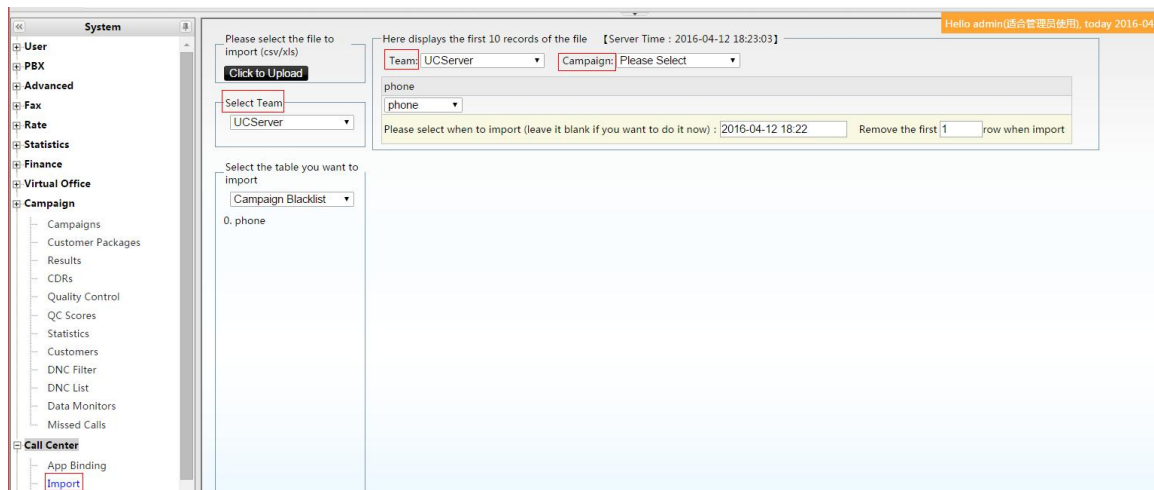 Hello admin(适合管理员使用), today 2016-04
System
User
PBX
Advanced
Fax
Rate
Statistics
Finance
Virtual Office
Campaign
Campaigns
Customer Packages
Results
CDRs
Quality Control
QC Scores
Statistics
Customers
DNC Filter
DNC List
Data Monitors
Missed Calls
Call Center
App Binding
Import
Please select the file to
import (csv/xls)
Click to Upload
Select Team
UCServer
Select the table you want to
import
Campaign Blacklist
0. phone
Here displays the first 10 records of the file 【Server Time : 2016-04-12 18:23:03】
Team: UCServer Campaign: Please Select
phone
phone
Please select when to import (leave it blank if you want to do it now) : 2016-04-12 18:22 Remove the first 1 row when import